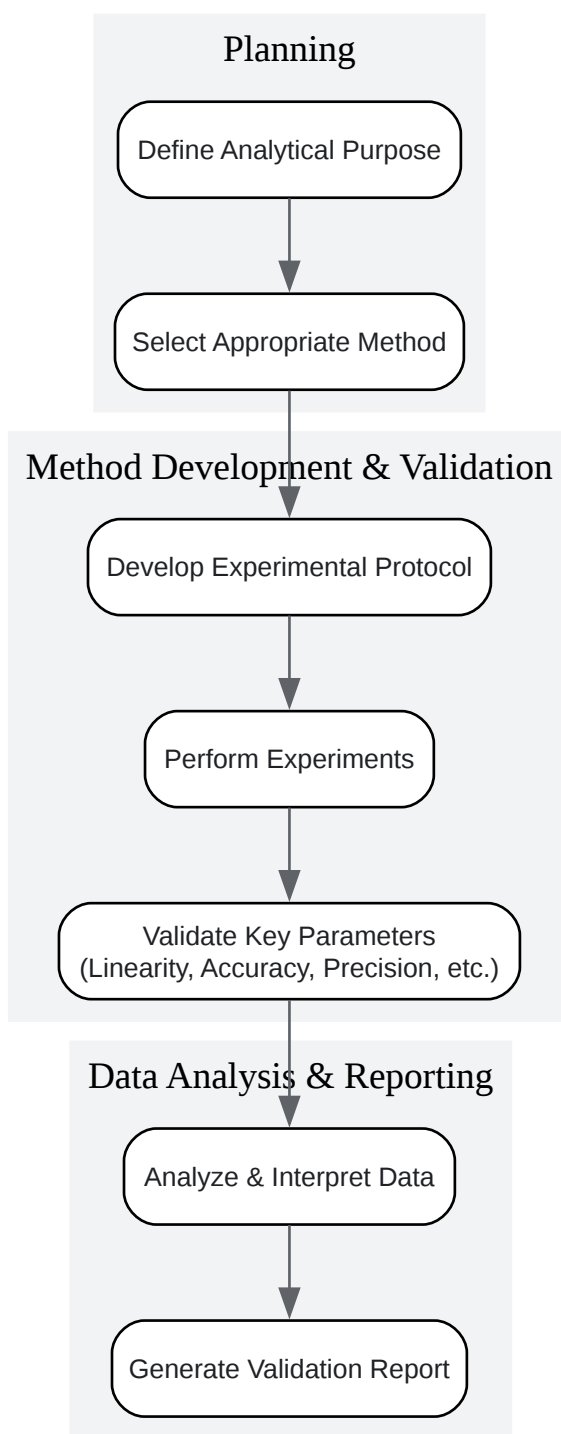 Planning
Define Analytical Purpose
Select Appropriate Method
Method Development & Validation
Develop Experimental Protocol
Perform Experiments
Validate Key Parameters
(Linearity, Accuracy, Precision, etc.)
Data Analysis & Reporting
Analyze & Interpret Data
Generate Validation Report